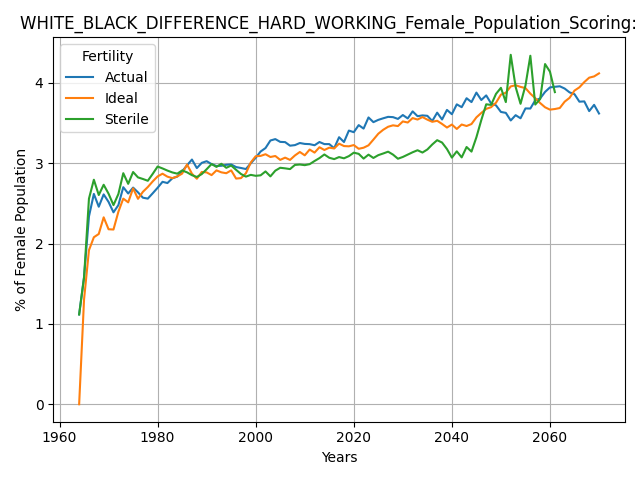 WHITE_BLACK_DIFFERENCE_HARD_WORKING_Female_Population_Scoring:
Fertility
Actual
Ideal
Sterile
% of Female Population
4
3
2
1
0
1960 1980 2000 2020 2040 2060
Years